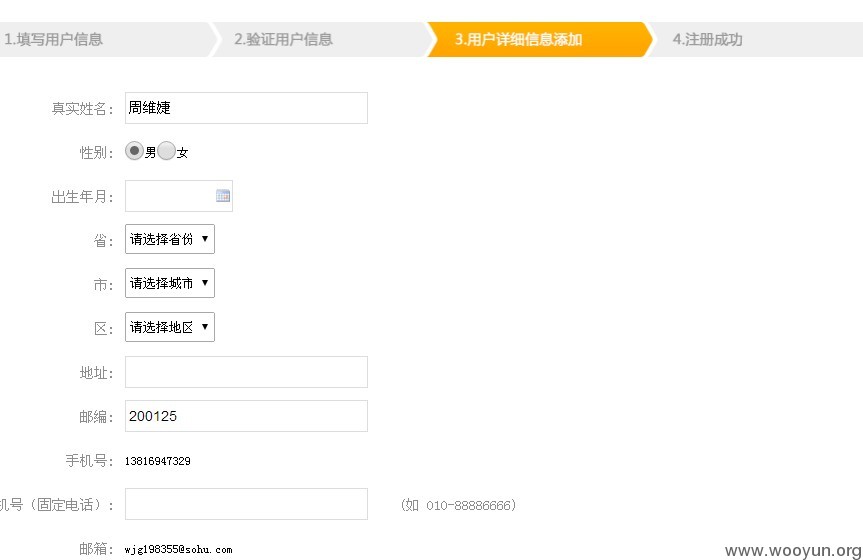 1.填写用户信息 2.验证用户信息 3.用户详细信息添加 4.注册成功
真实姓名: 周维婕
性别: 男 女
出生年月:
省: 请选择省份
市: 请选择城市
区: 请选择地区
地址:
邮编: 200125
手机号: 13816947329
机号（固定电话）: (如 010-88886666)
邮箱: wjg198355@sohu.com
www.wooyun.org